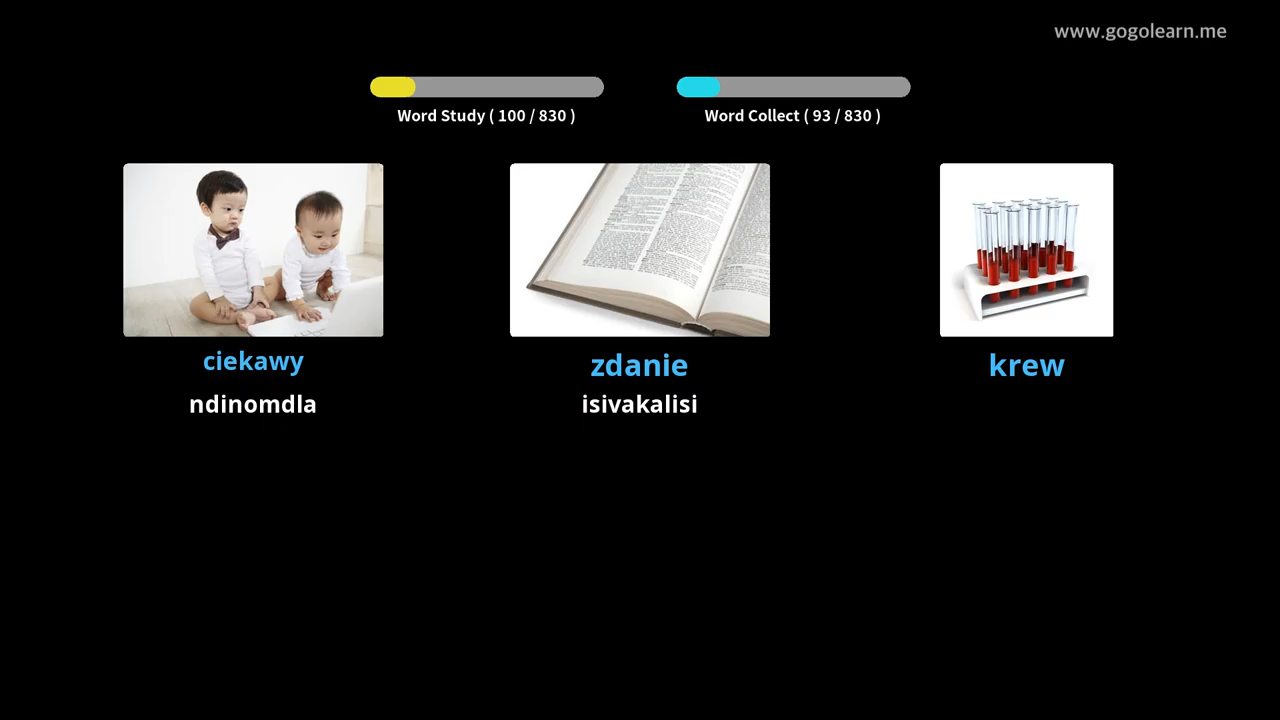 www.gogolearn.me
Word Study ( 100 / 830 )
Word Collect ( 93 / 830 )
ciekawy
zdanie
krew
ndinomdla
isivakalisi